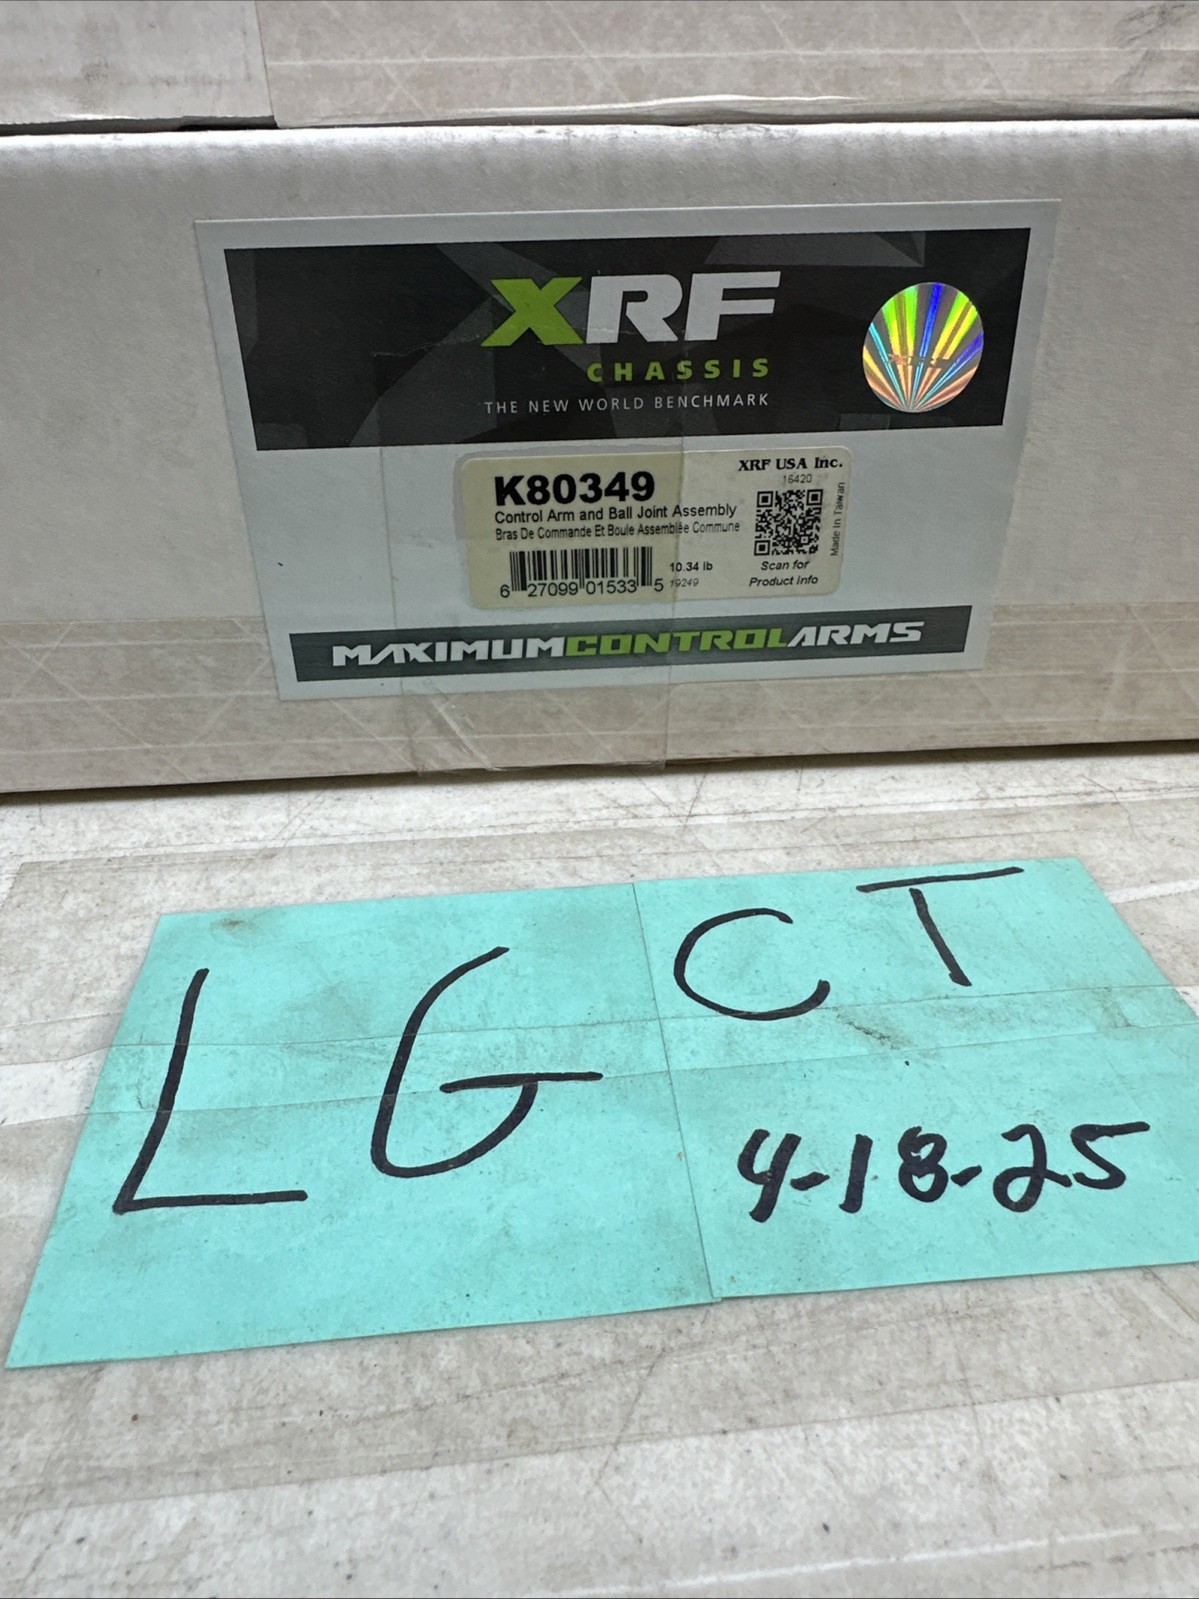 XRF
CHASSIS
THE NEW WORLD BENCHMARK
XRF
K80349
XRF USA Inc.
16420
Control Arm and Ball Joint Assembly
Bras De Commande Et Boule Assemblée Commune
Made In Taiwan
6 27099 01533 5
10.34 lb
19249
Scan for
Product Info
MAXIMUMCONTROLARMS
LG
CT
4-18-25